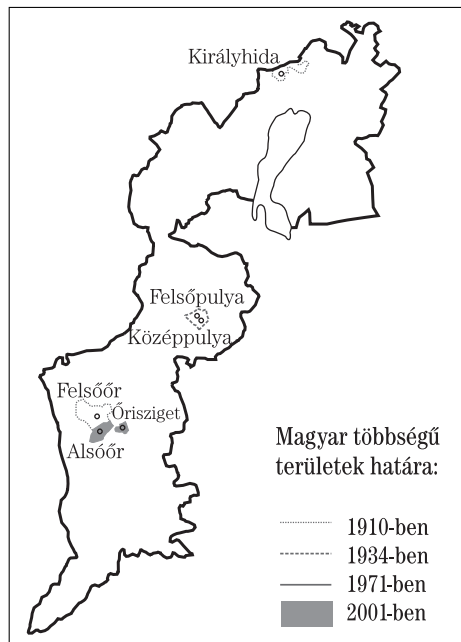 Királyhida
Felsőpulya
Középpulya
Felsőőr
Őrisziget
Alsóőr
Magyar többségű
területek határa:
1910-ben
1934-ben
1971-ben
2001-ben